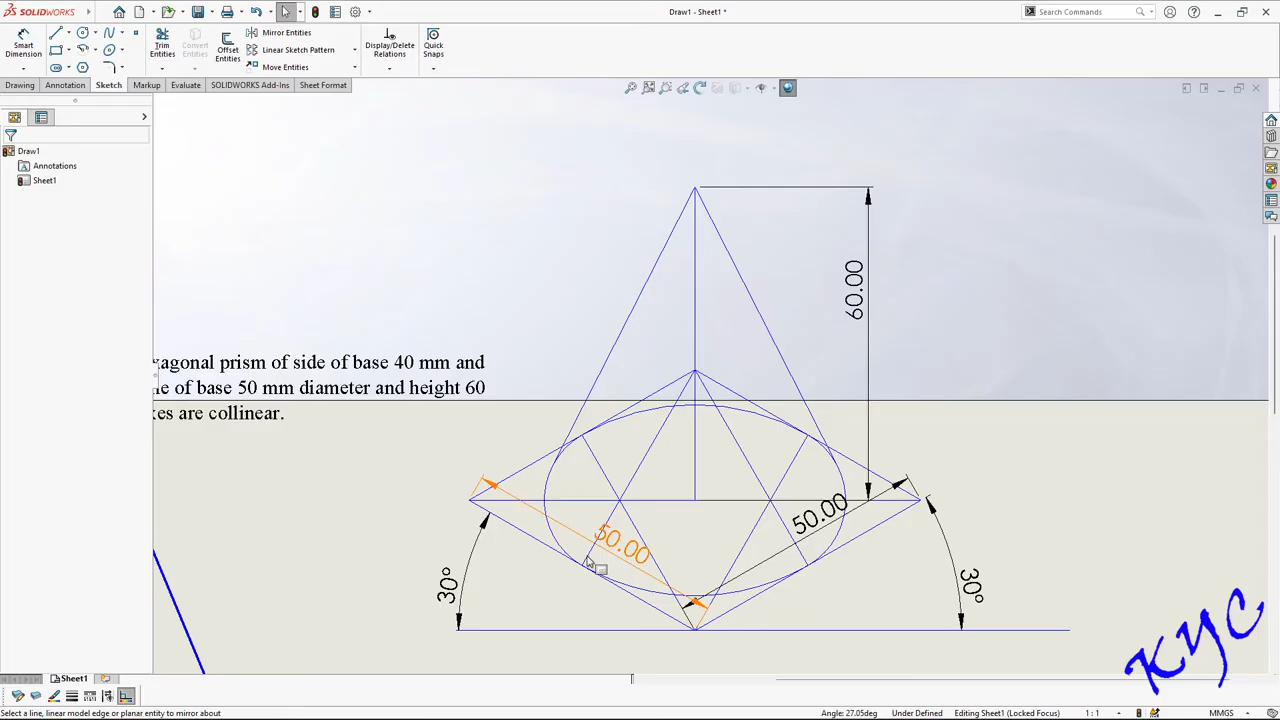 SOLIDWORKS
Draw1 - Sheet1 *
Search Commands
Smart Dimension
Trim Entities
Convert Entities
Offset Entities
Mirror Entities
Linear Sketch Pattern
Move Entities
Display/Delete Relations
Quick Snaps
Drawing
Annotation
Sketch
Markup
Evaluate
SOLIDWORKS Add-Ins
Sheet Format
Draw1
Annotations
Sheet1
xagonal prism of side of base 40 mm and
ne of base 50 mm diameter and height 60
xes are collinear.
60.00
50.00
50.00
30°
30°
KYC
Sheet1
Select a line, linear model edge or planar entity to mirror about
Angle: 27.05deg
Under Defined
Editing Sheet1 (Locked Focus)
1 : 1
MMGS